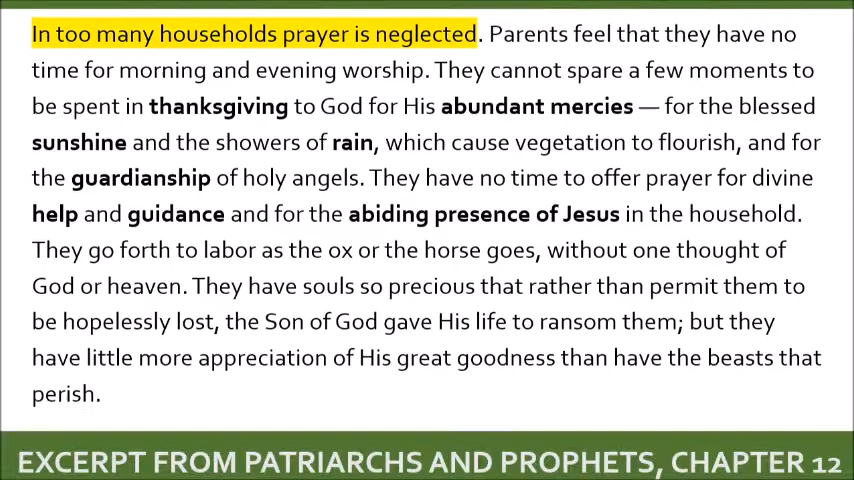 In too many households prayer is neglected. Parents feel that they have no
time for morning and evening worship. They cannot spare a few moments to
be spent in thanksgiving to God for His abundant mercies — for the blessed
sunshine and the showers of rain, which cause vegetation to flourish, and for
the guardianship of holy angels. They have no time to offer prayer for divine
help and guidance and for the abiding presence of Jesus in the household.
They go forth to labor as the ox or the horse goes, without one thought of
God or heaven. They have souls so precious that rather than permit them to
be hopelessly lost, the Son of God gave His life to ransom them; but they
have little more appreciation of His great goodness than have the beasts that
perish.
EXCERPT FROM PATRIARCHS AND PROPHETS, CHAPTER 12